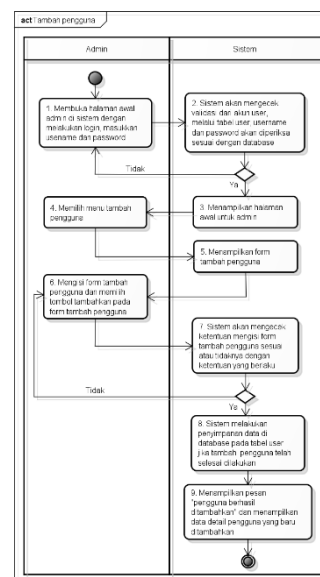 act Tambah pengguna
Admin
Sistem
1. Membuka halaman awal
admin di sistem dengan
melakukan login, masukkan
username dan password
2. Sistem akan mengecek
validasi dari akun user,
melalui tabel user, username
dan password akan diperiksa
sesuai dengan database
Tidak
Ya
3. Menampilkan halaman
awal untuk admin
4. Memilih menu tambah
pengguna
5. Menampilkan form
tambah pengguna
6. Mengisi form tambah
pengguna dan memilih
tombol tambahkan pada
form tambah pengguna
7. Sistem akan mengecek
ketentuan mengisi form
tambah pengguna sesuai
atau tidaknya dengan
ketentuan yang berlaku
Tidak
Ya
8. Sistem melakukan
penyimpanan data di
database pada tabel user
jika tambah pengguna telah
selesai dilakukan
9. Menampilkan pesan
"pengguna berhasil
ditambahkan" dan menampilkan
data detail pengguna yang baru
ditambahkan